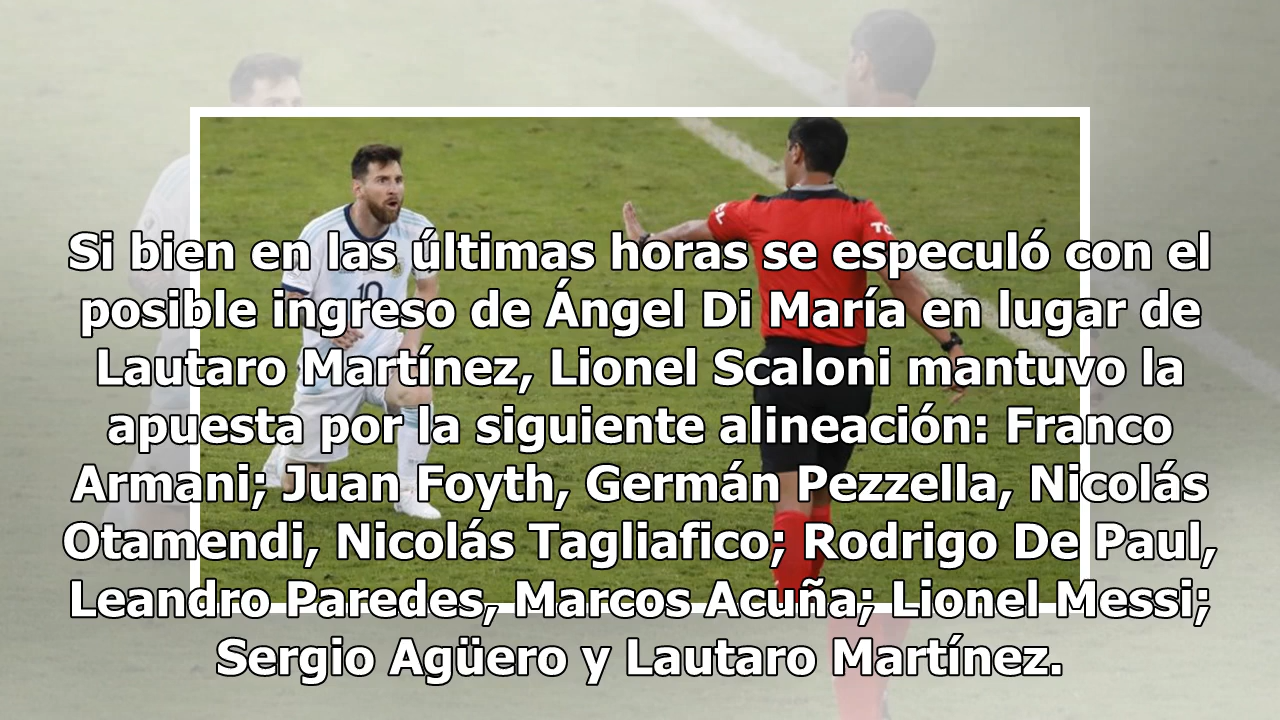 Si bien en las últimas horas se especuló con el
posible ingreso de Ángel Di María en lugar de
Lautaro Martínez, Lionel Scaloni mantuvo la
apuesta por la siguiente alineación: Franco
Armani; Juan Foyth, Germán Pezzella, Nicolás
Otamendi, Nicolás Tagliafico; Rodrigo De Paul,
Leandro Paredes, Marcos Acuña; Lionel Messi;
Sergio Agüero y Lautaro Martínez.
10